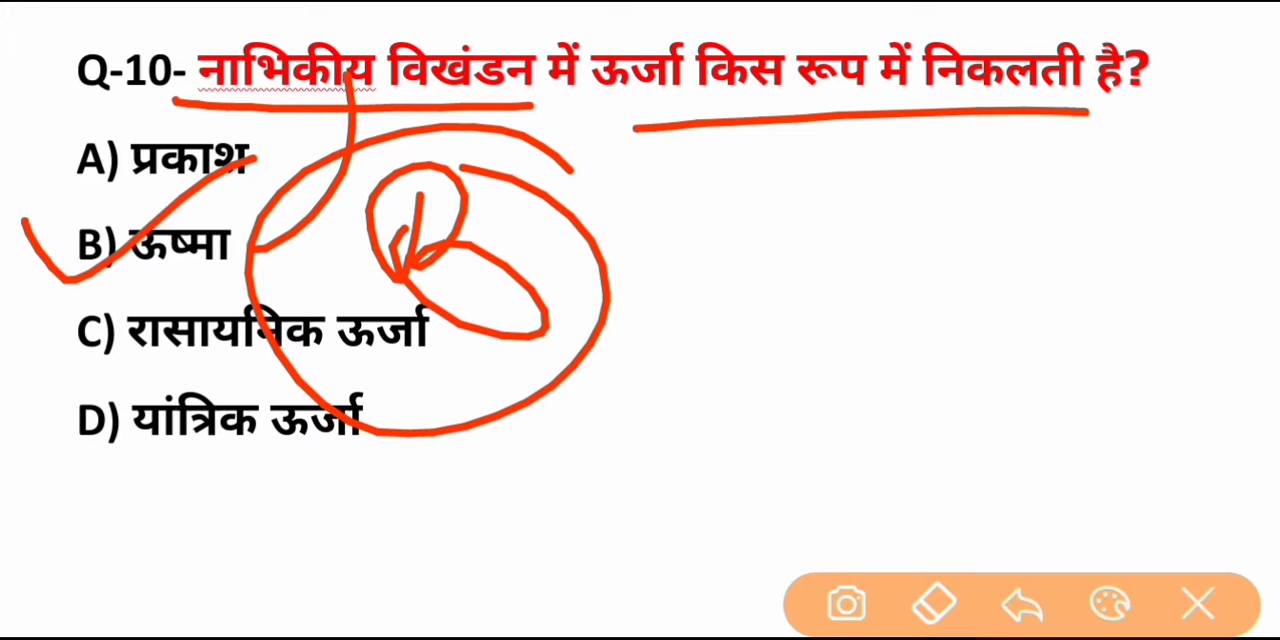 Q-10- नाभिकीय विखंडन में ऊर्जा किस रूप में निकलती है?
A) प्रकाश
B) ऊष्मा
C) रासायनिक ऊर्जा
D) यांत्रिक ऊर्जा